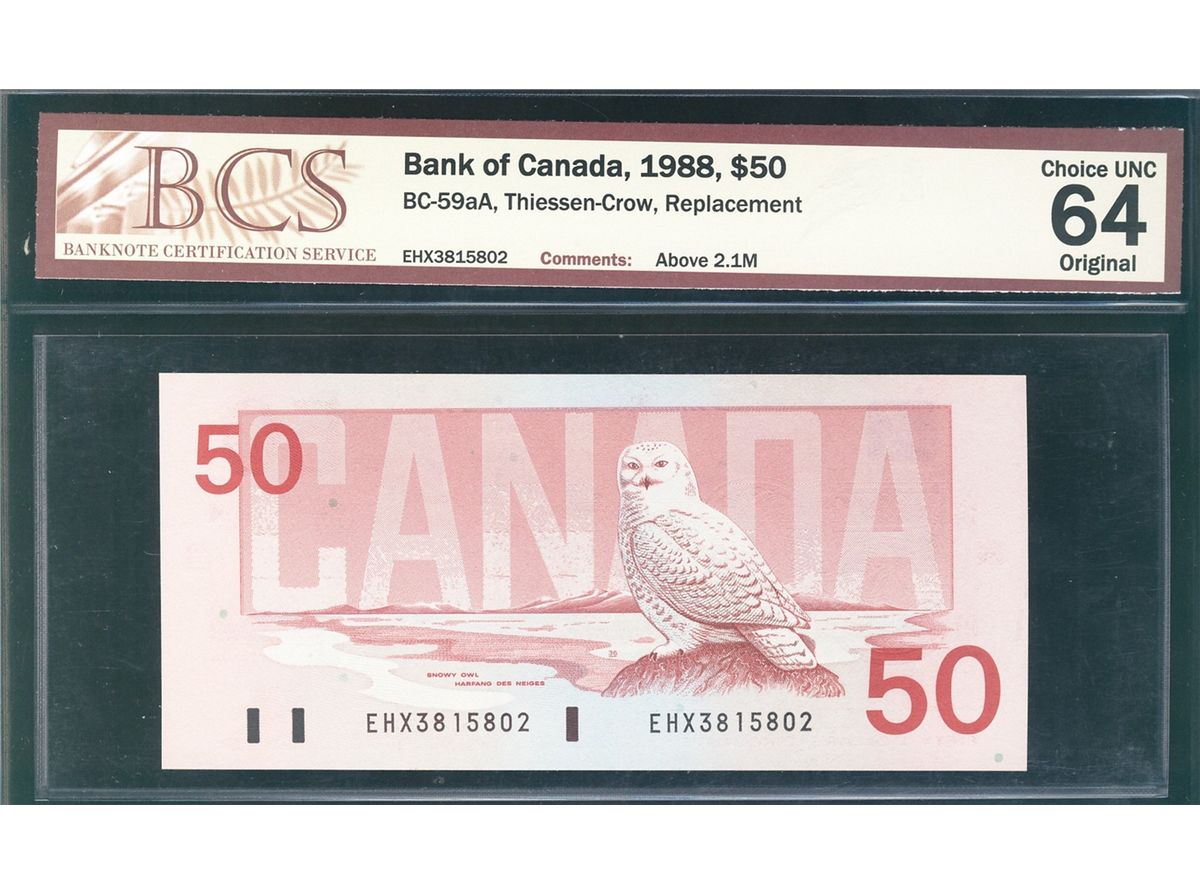 BCS
BANKNOTE CERTIFICATION SERVICE
Bank of Canada, 1988, $50
BC-59aA, Thiessen-Crow, Replacement
EHX3815802 Comments: Above 2.1M
Choice UNC
64
Original
50
CANADA
SNOWY OWL
HARFANG DES NEIGES
EHX3815802 EHX3815802
50